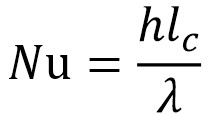 Nu = hl_c / λ